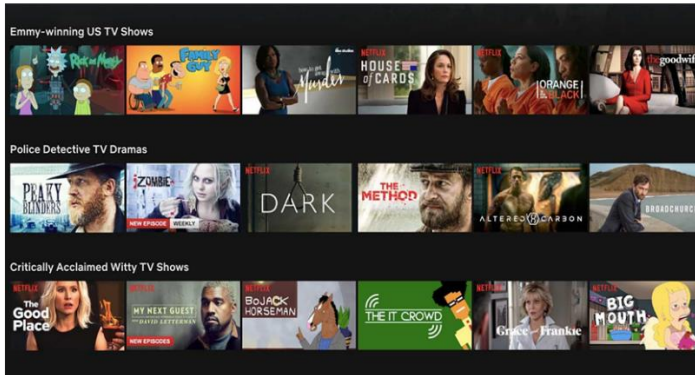 Emmy-winning US TV Shows
Rick and Morty
FAMILY
GUY
how to get away with
Murder
NETFLIX
HOUSE
of CARDS
NETFLIX
ORANGE
BLACK
the goodwife
Police Detective TV Dramas
PEAKY
BLINDERS
iZOMBIE
NEW EPISODE WEEKLY
NETFLIX
DARK
THE
METHOD
NETFLIX
ALTERED CARBON
BROADCHURCH
Critically Acclaimed Witty TV Shows
NETFLIX
The
Good
Place
NETFLIX
MY NEXT GUEST
DAVID LETTERMAN
NEW EPISODES
NETFLIX
BOJACK
HORSEMAN
THE IT CROWD
NETFLIX
Grace and Frankie
NETFLIX
BIG
MOUTH